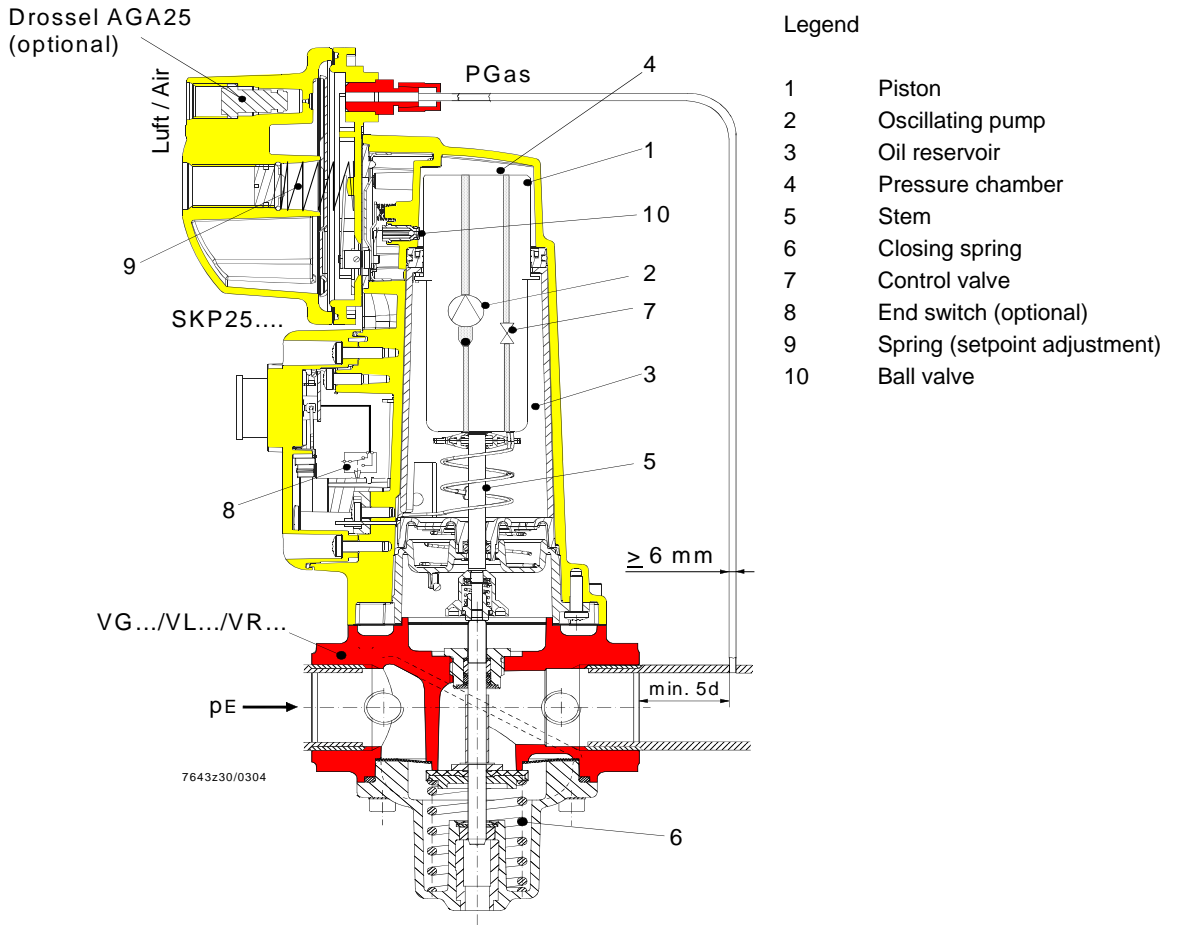 Drossel AGA25
(optional)
Luft / Air
PGas
4
1
10
9
2
SKP25....
7
3
5
8
≥ 6 mm
VG.../VL.../VR...
min. 5d
pE
7643z30/0304
6
Legend
1 Piston
2 Oscillating pump
3 Oil reservoir
4 Pressure chamber
5 Stem
6 Closing spring
7 Control valve
8 End switch (optional)
9 Spring (setpoint adjustment)
10 Ball valve